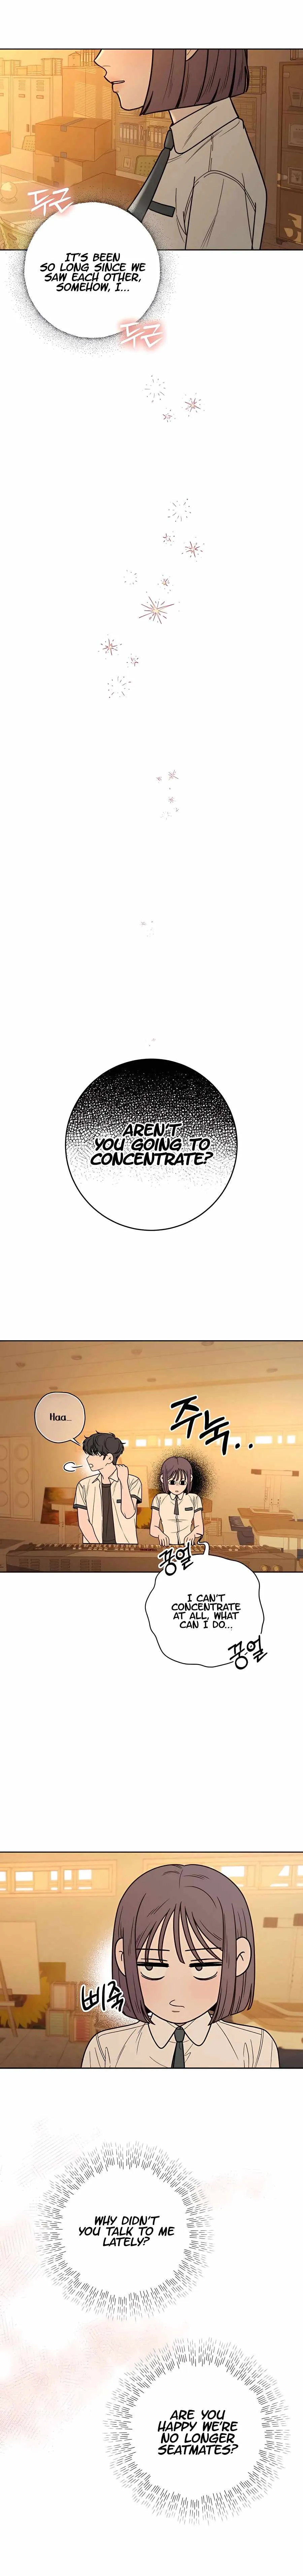 두근
IT'S BEEN
SO LONG SINCE WE
SAW EACH OTHER,
SOMEHOW, I...
두근
AREN'T
YOU GOING TO
CONCENTRATE?
Haa...
주눅..
꿍얼
I CAN'T
CONCENTRATE
AT ALL, WHAT
CAN I DO...
꿍얼
삐죽
WHY DIDN'T
YOU TALK TO ME
LATELY?
ARE YOU
HAPPY WE'RE
NO LONGER
SEATMATES?